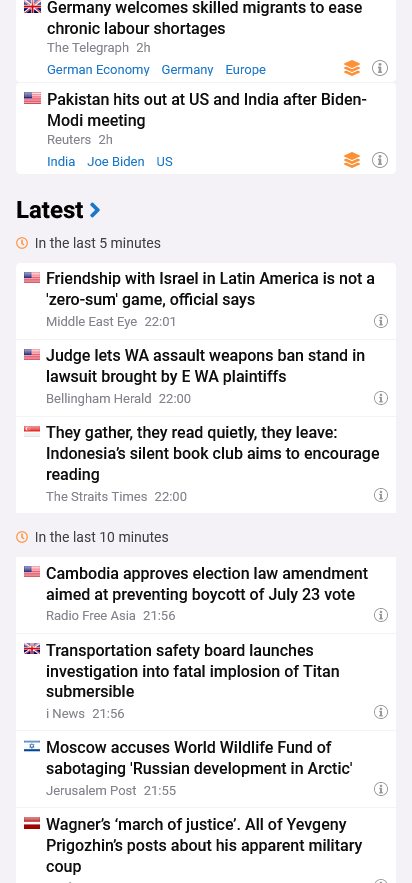 Germany welcomes skilled migrants to ease
chronic labour shortages
The Telegraph 2h
German Economy Germany Europe
Pakistan hits out at US and India after Biden-
Modi meeting
Reuters 2h
India Joe Biden US
Latest
In the last 5 minutes
Friendship with Israel in Latin America is not a
'zero-sum' game, official says
Middle East Eye 22:01
Judge lets WA assault weapons ban stand in
lawsuit brought by E WA plaintiffs
Bellingham Herald 22:00
They gather, they read quietly, they leave:
Indonesia’s silent book club aims to encourage
reading
The Straits Times 22:00
In the last 10 minutes
Cambodia approves election law amendment
aimed at preventing boycott of July 23 vote
Radio Free Asia 21:56
Transportation safety board launches
investigation into fatal implosion of Titan
submersible
i News 21:56
Moscow accuses World Wildlife Fund of
sabotaging 'Russian development in Arctic'
Jerusalem Post 21:55
Wagner’s ‘march of justice’. All of Yevgeny
Prigozhin’s posts about his apparent military
coup